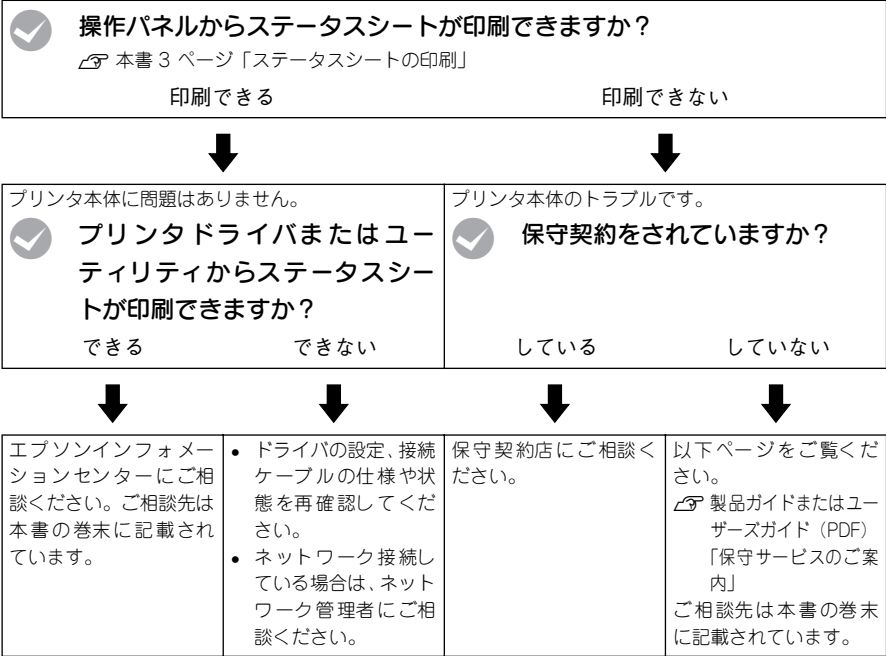 操作パネルからステータスシートが印刷できますか？
本書 3 ページ「ステータスシートの印刷」
印刷できる 印刷できない
プリンタ本体に問題はありません。
プリンタドライバまたはユー
ティリティからステータスシー
トが印刷できますか？
できる できない
プリンタ本体のトラブルです。
保守契約をされていますか？
している していない
エプソンインフォメー
ションセンターにご相
談ください。ご相談先は
本書の巻末に記載され
ています。
• ドライバの設定、接続
ケーブルの仕様や状
態を再確認してくだ
さい。
• ネットワーク接続し
ている場合は、ネット
ワーク管理者にご相
談ください。
保守契約店にご相談く
ださい。
以下ページをご覧くだ
さい。
製品ガイドまたはユー
ザーズガイド（PDF）
「保守サービスのご案
内」
ご相談先は本書の巻末
に記載されています。